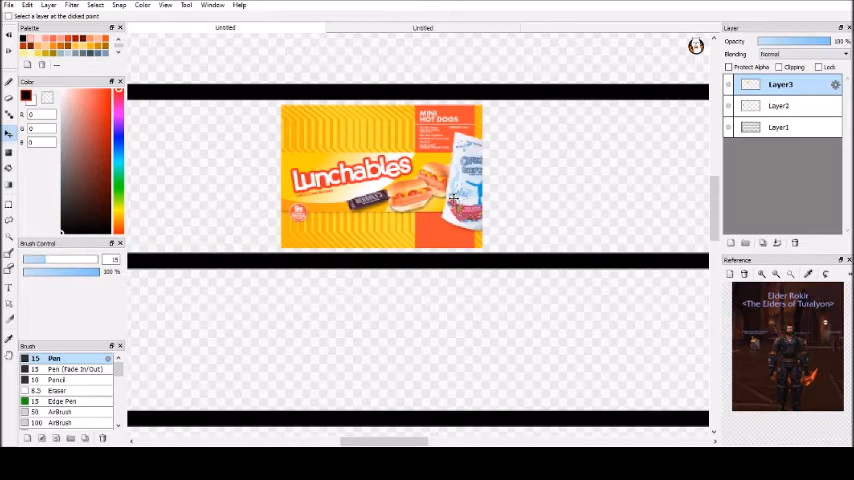 File Edit Layer Filter Select Snap Color View Tool Window Help
Select a layer at the clicked point
Palette
Untitled
Untitled
Layer
Opacity 100 %
Blending Normal
Protect Alpha Clipping Lock
Layer3
Layer2
Layer1
---
Color
R 0
G 0
B 0
MINI
HOT DOGS
Lunchables
Brush Control
15
100 %
Brush
15 Pen
15 Pen (Fade In/Out)
10 Pencil
8.5 Eraser
15 Edge Pen
50 AirBrush
100 AirBrush
Reference
Elder Rokir
<The Elders of Turalyon>